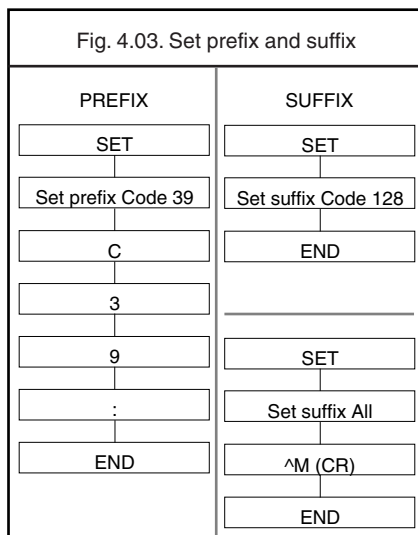 Fig. 4.03. Set prefix and suffix
PREFIX
SET
Set prefix Code 39
C
3
9
:
END
SUFFIX
SET
Set suffix Code 128
END
SET
Set suffix All
^M (CR)
END